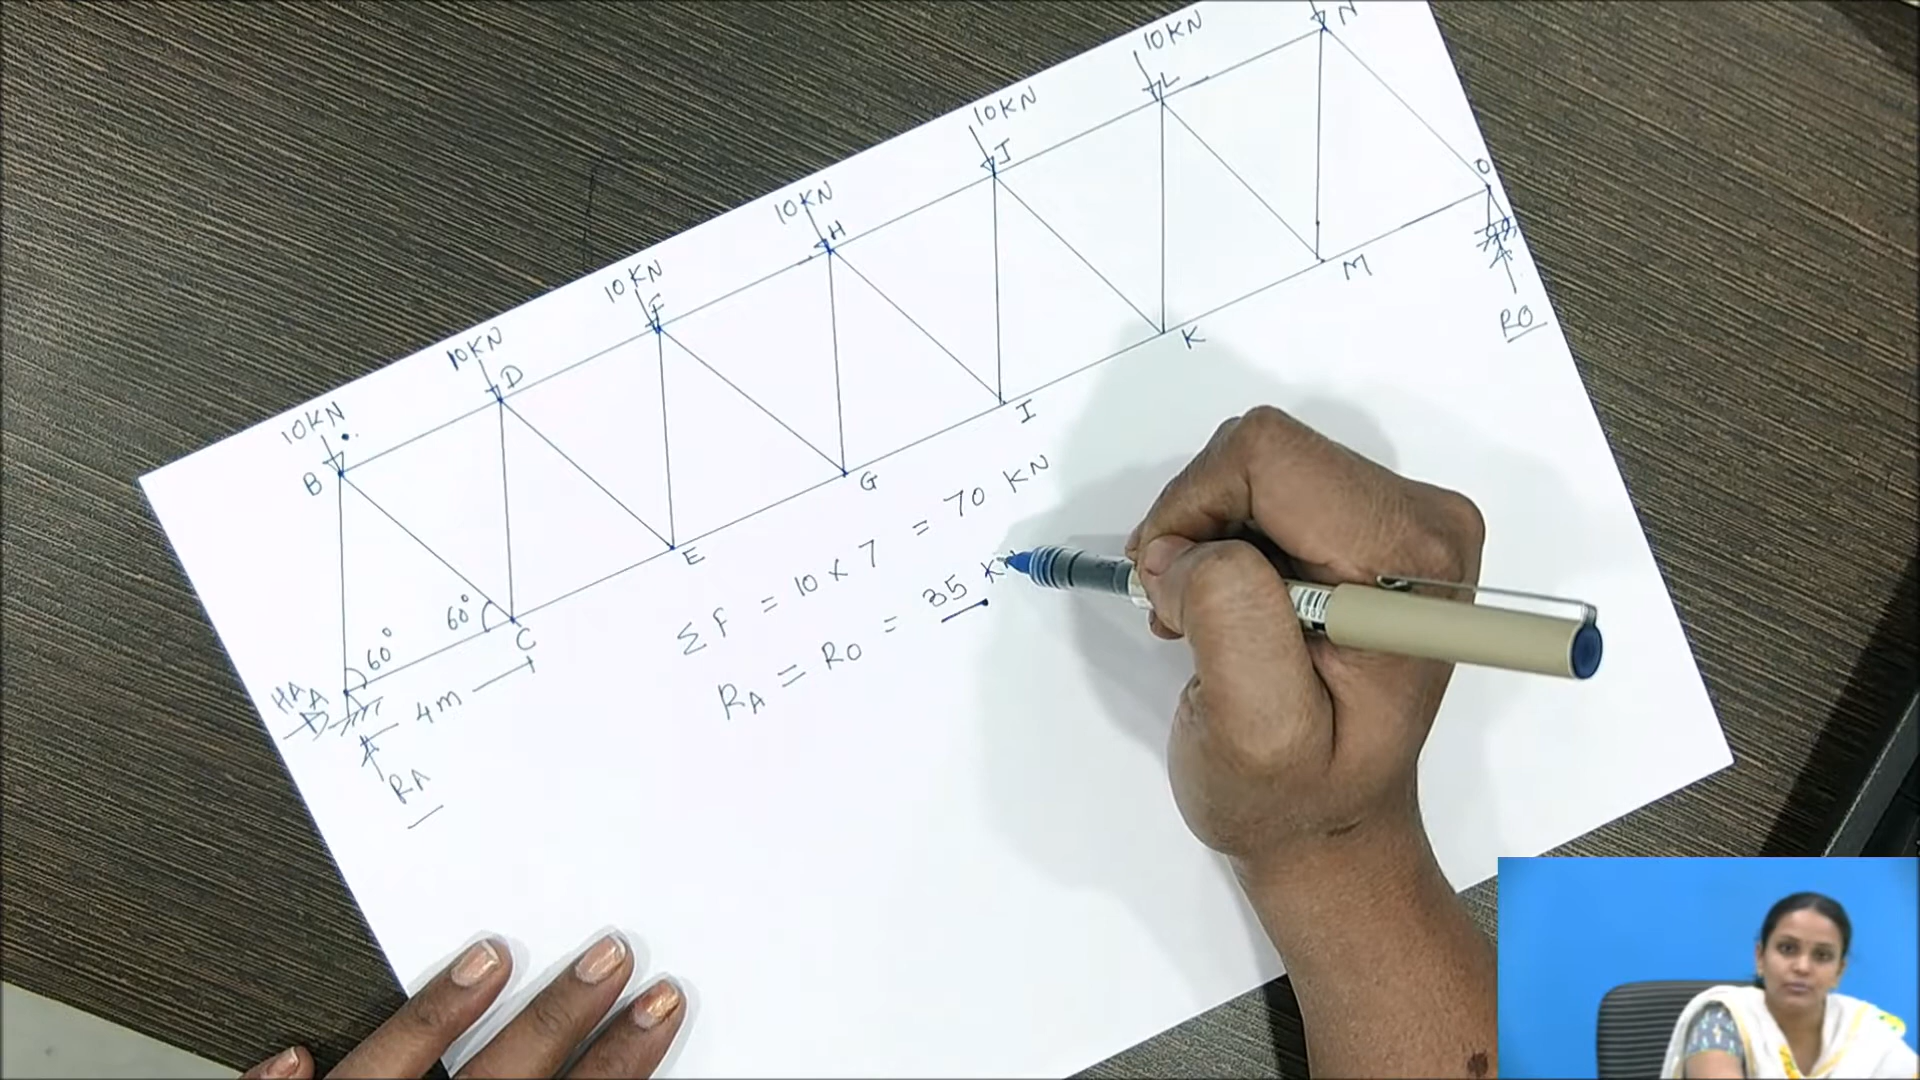 10KN
10KN
10KN
10KN
10KN
10KN
N
L
J
H
F
D
B
O
M
K
I
G
E
C
60°
60°
HA
A
4m
RA
RO
ΣF = 10 x 7 = 70 KN
RA = RO = 35 KN